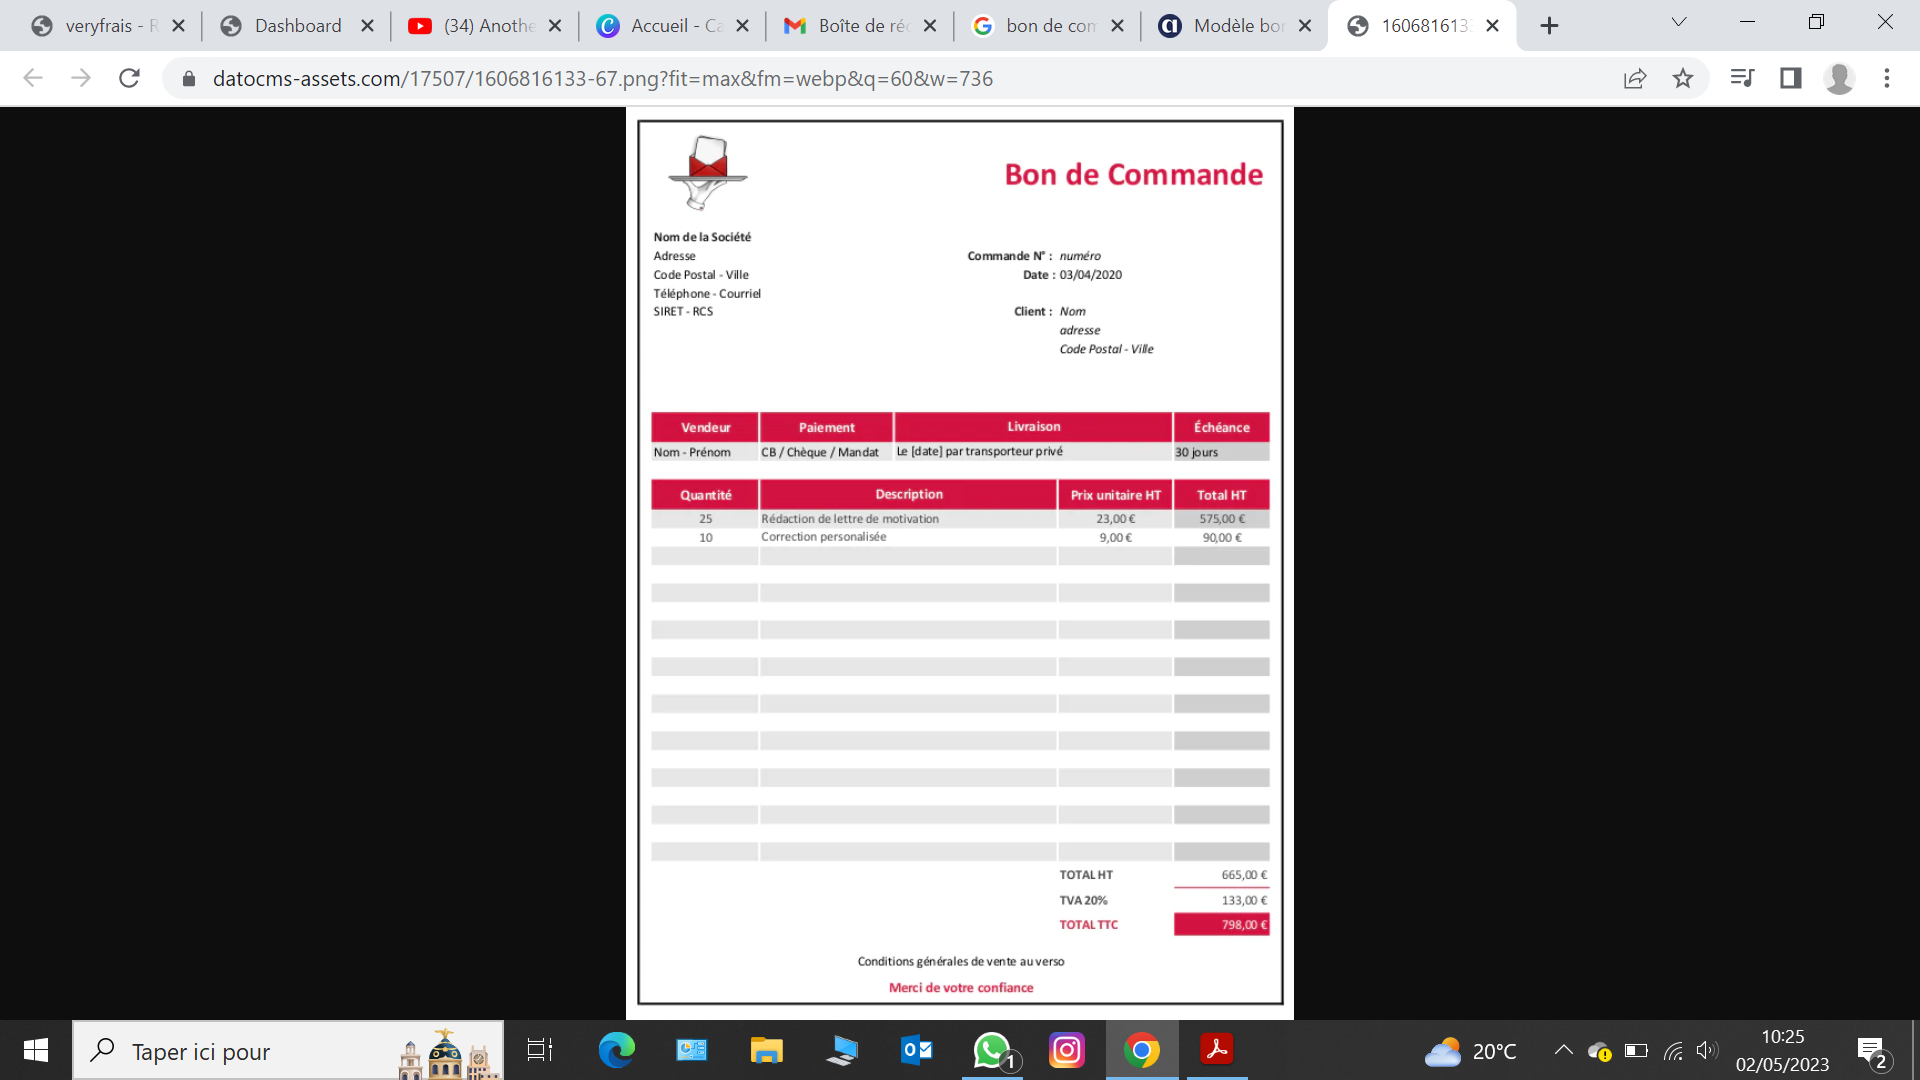 veryfrais - R
Dashboard
(34) Anothe
Accueil - Ca
Boîte de réc
bon de com
Modèle bon
1606816133
datocms-assets.com/17507/1606816133-67.png?fit=max&fm=webp&q=60&w=736
Bon de Commande
Nom de la Société
Adresse
Code Postal - Ville
Téléphone - Courriel
SIRET - RCS
Commande N° : numéro
Date : 03/04/2020
Client : Nom
adresse
Code Postal - Ville
Vendeur Paiement Livraison Échéance
Nom - Prénom CB / Chèque / Mandat Le [date] par transporteur privé 30 jours
Quantité Description Prix unitaire HT Total HT
25 Rédaction de lettre de motivation 23,00 € 575,00 €
10 Correction personalisée 9,00 € 90,00 €
TOTAL HT 665,00 €
TVA 20% 133,00 €
TOTAL TTC 798,00 €
Conditions générales de vente au verso
Merci de votre confiance
Taper ici pour
1
20°C
10:25
02/05/2023
2